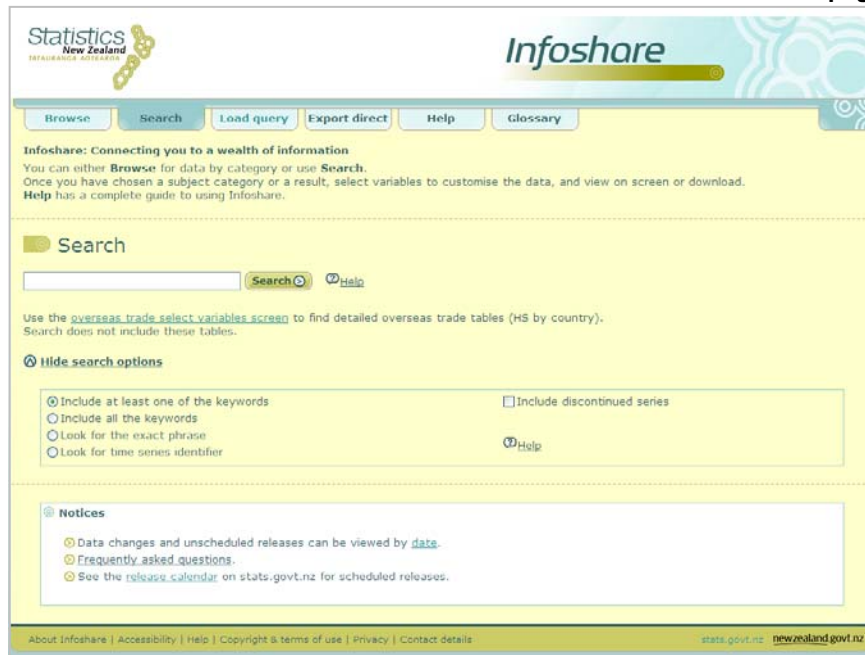 Statistics
New Zealand
TATAURANGA AOTEAROA
Infoshare
Browse Search Load query Export direct Help Glossary
Infoshare: Connecting you to a wealth of information
You can either Browse for data by category or use Search.
Once you have chosen a subject category or a result, select variables to customise the data, and view on screen or download.
Help has a complete guide to using Infoshare.
Search
Search Help
Use the overseas trade select variables screen to find detailed overseas trade tables (HS by country).
Search does not include these tables.
Hide search options
Include at least one of the keywords Include discontinued series
Include all the keywords
Look for the exact phrase
Help
Look for time series identifier
Notices
Data changes and unscheduled releases can be viewed by date.
Frequently asked questions.
See the release calendar on stats.govt.nz for scheduled releases.
About Infoshare | Accessibility | Help | Copyright & terms of use | Privacy | Contact details stats.govt.nz newzealand.govt.nz